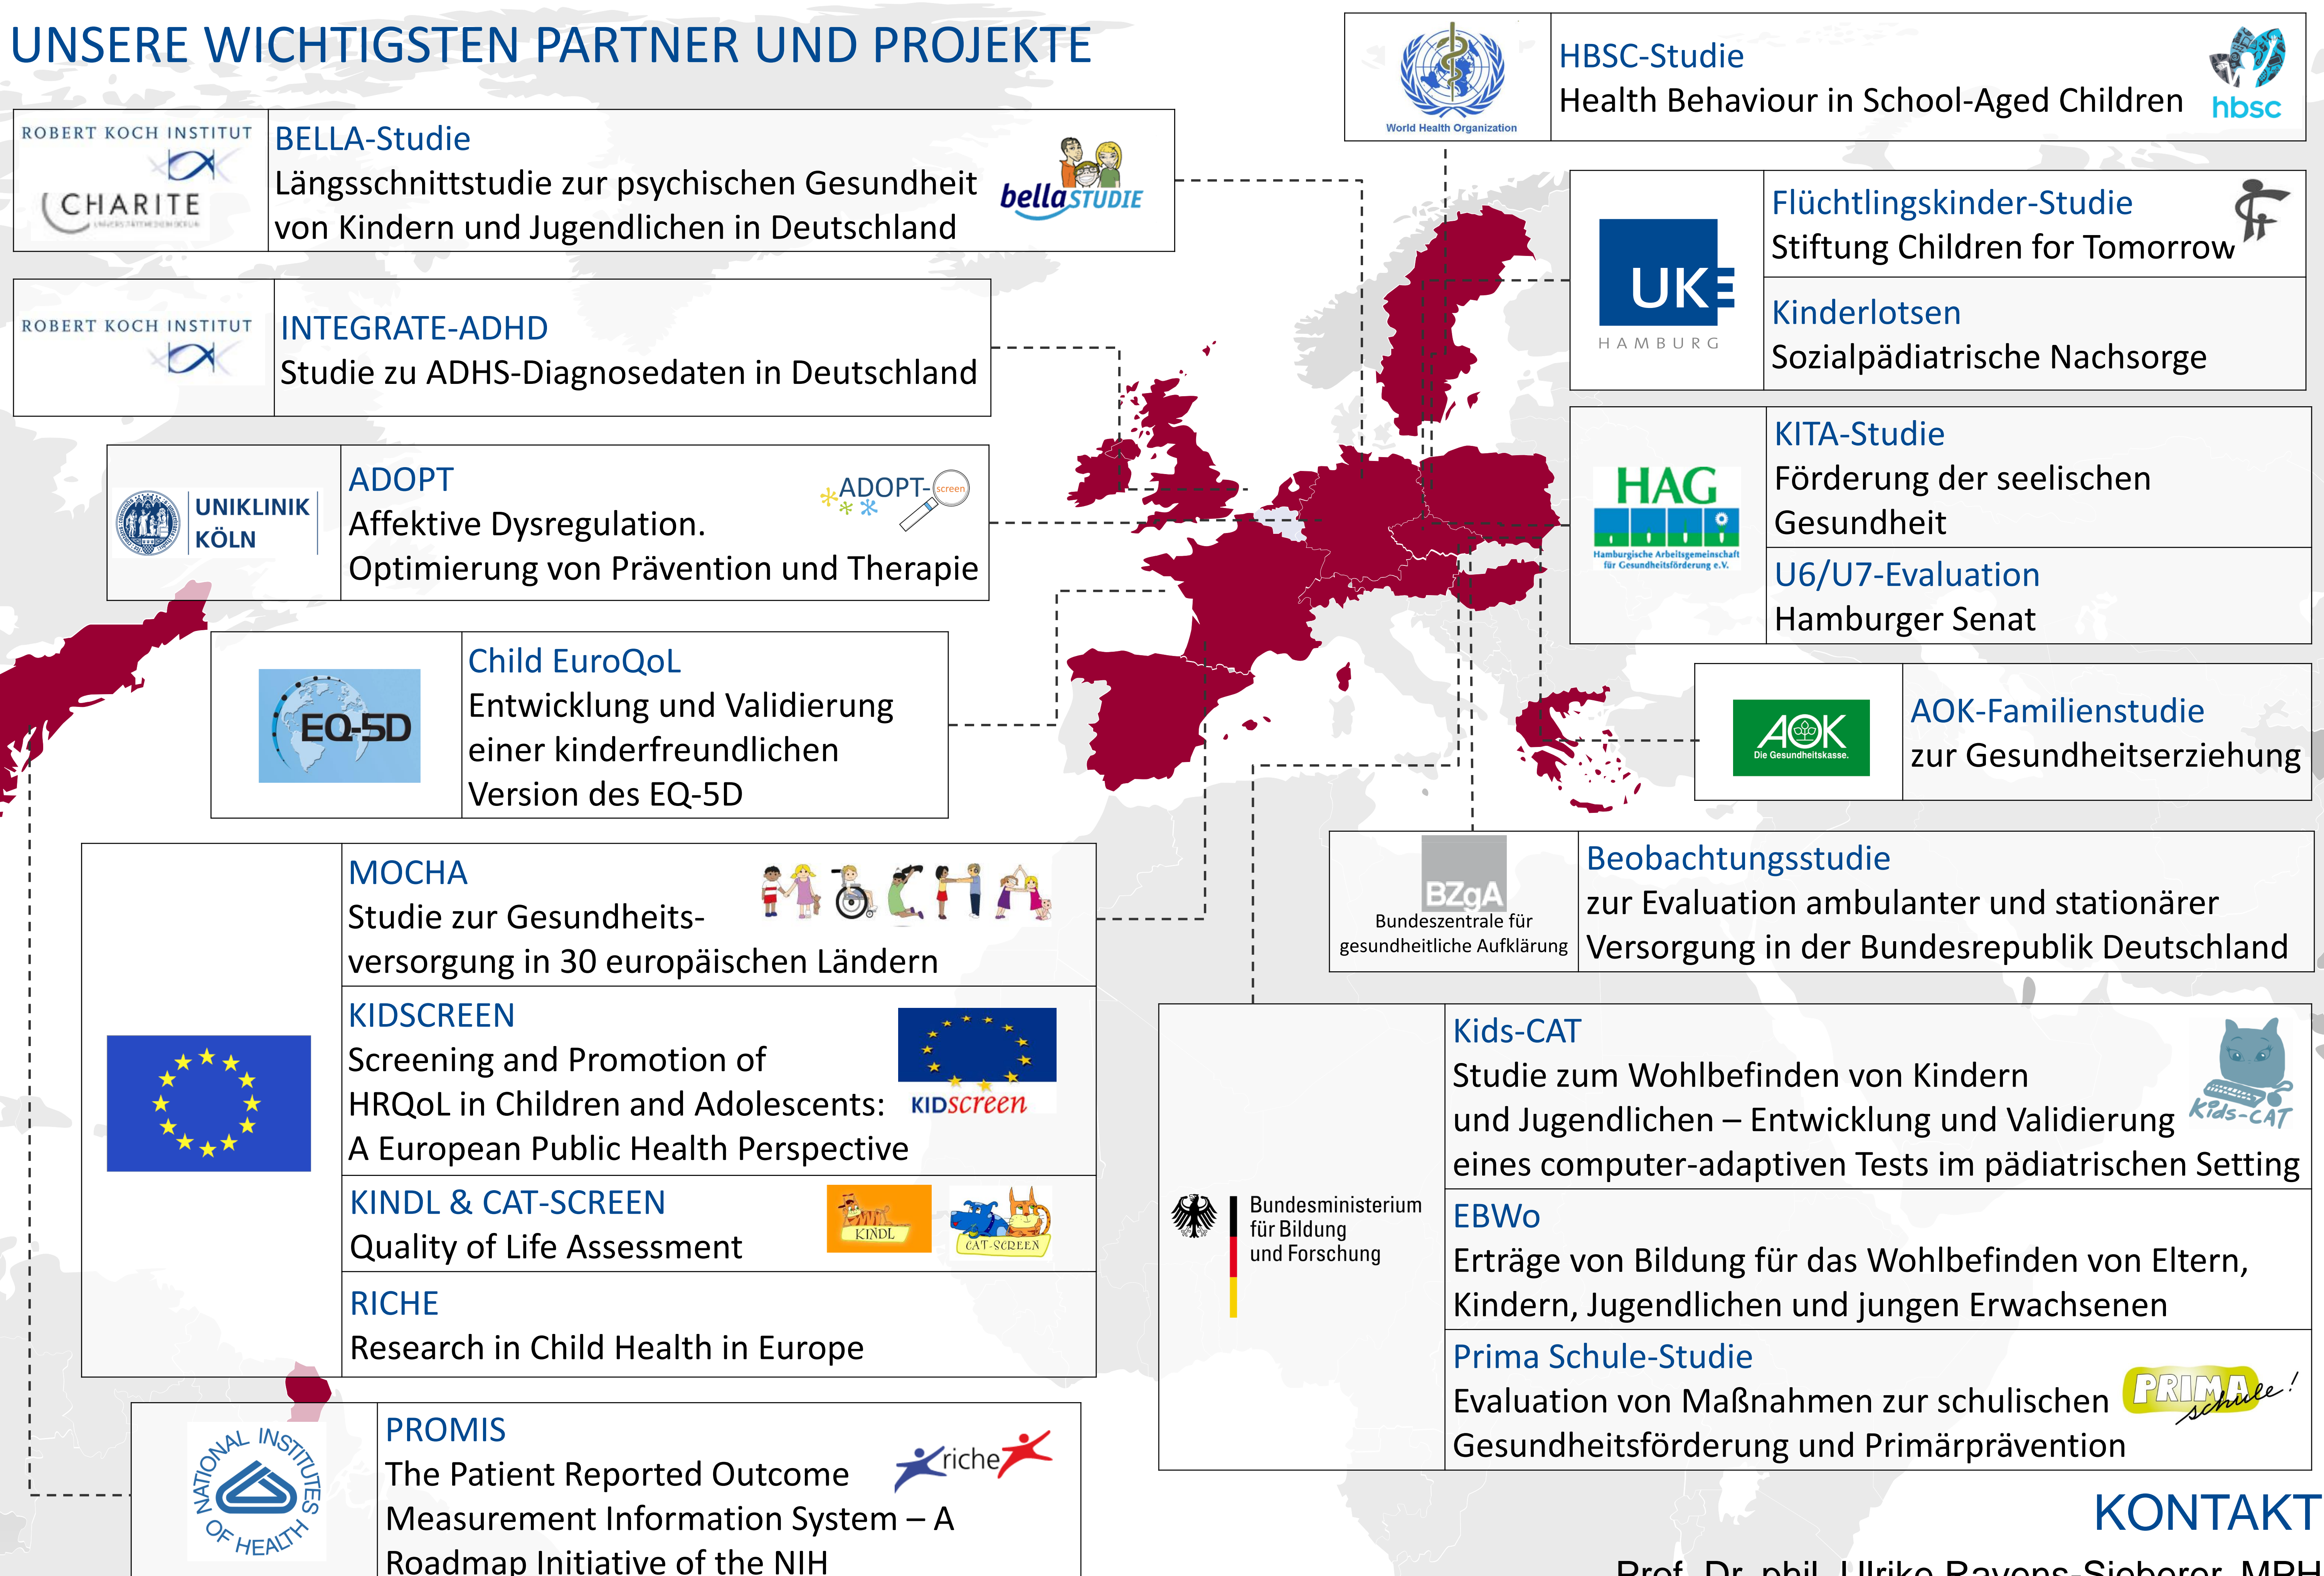 UNSERE WICHTIGSTEN PARTNER UND PROJEKTE
ROBERT KOCH INSTITUT
CHARITE
BELLA-Studie
Längsschnittstudie zur psychischen Gesundheit
von Kindern und Jugendlichen in Deutschland
bella STUDIE
ROBERT KOCH INSTITUT
INTEGRATE-ADHD
Studie zu ADHS-Diagnosedaten in Deutschland
UNIKLINIK
KÖLN
ADOPT
Affektive Dysregulation.
Optimierung von Prävention und Therapie
ADOPT-screen
EQ-5D
Child EuroQoL
Entwicklung und Validierung
einer kinderfreundlichen
Version des EQ-5D
MOCHA
Studie zur Gesundheits-
versorgung in 30 europäischen Ländern
MOCHA
KIDSCREEN
Screening and Promotion of
HRQoL in Children and Adolescents:
A European Public Health Perspective
KIDSCREEN
KINDL & CAT-SCREEN
Quality of Life Assessment
KINDL
CAT-SCREEN
RICHE
Research in Child Health in Europe
NATIONAL INSTITUTES
OF HEALTH
PROMIS
The Patient Reported Outcome
Measurement Information System – A
Roadmap Initiative of the NIH
riche
World Health Organization
HBSC-Studie
Health Behaviour in School-Aged Children
hbsc
UKE
HAMBURG
Flüchtlingskinder-Studie
Stiftung Children for Tomorrow
Kinderlotsen
Sozialpädiatrische Nachsorge
HAG
Hamburgische Arbeitsgemeinschaft
für Gesundheitsförderung e.V.
KITA-Studie
Förderung der seelischen
Gesundheit
U6/U7-Evaluation
Hamburger Senat
AOK
Die Gesundheitskasse.
AOK-Familienstudie
zur Gesundheitserziehung
BZgA
Bundeszentrale für
gesundheitliche Aufklärung
Beobachtungsstudie
zur Evaluation ambulanter und stationärer
Versorgung in der Bundesrepublik Deutschland
Bundesministerium
für Bildung
und Forschung
Kids-CAT
Studie zum Wohlbefinden von Kindern
und Jugendlichen – Entwicklung und Validierung
eines computer-adaptiven Tests im pädiatrischen Setting
Kids-CAT
EBWo
Erträge von Bildung für das Wohlbefinden von Eltern,
Kindern, Jugendlichen und jungen Erwachsenen
Prima Schule-Studie
Evaluation von Maßnahmen zur schulischen
Gesundheitsförderung und Primärprävention
PRIMA schule!
KONTAKT
Prof. Dr. phil. Ulrike Ravens-Sieberer, MPH